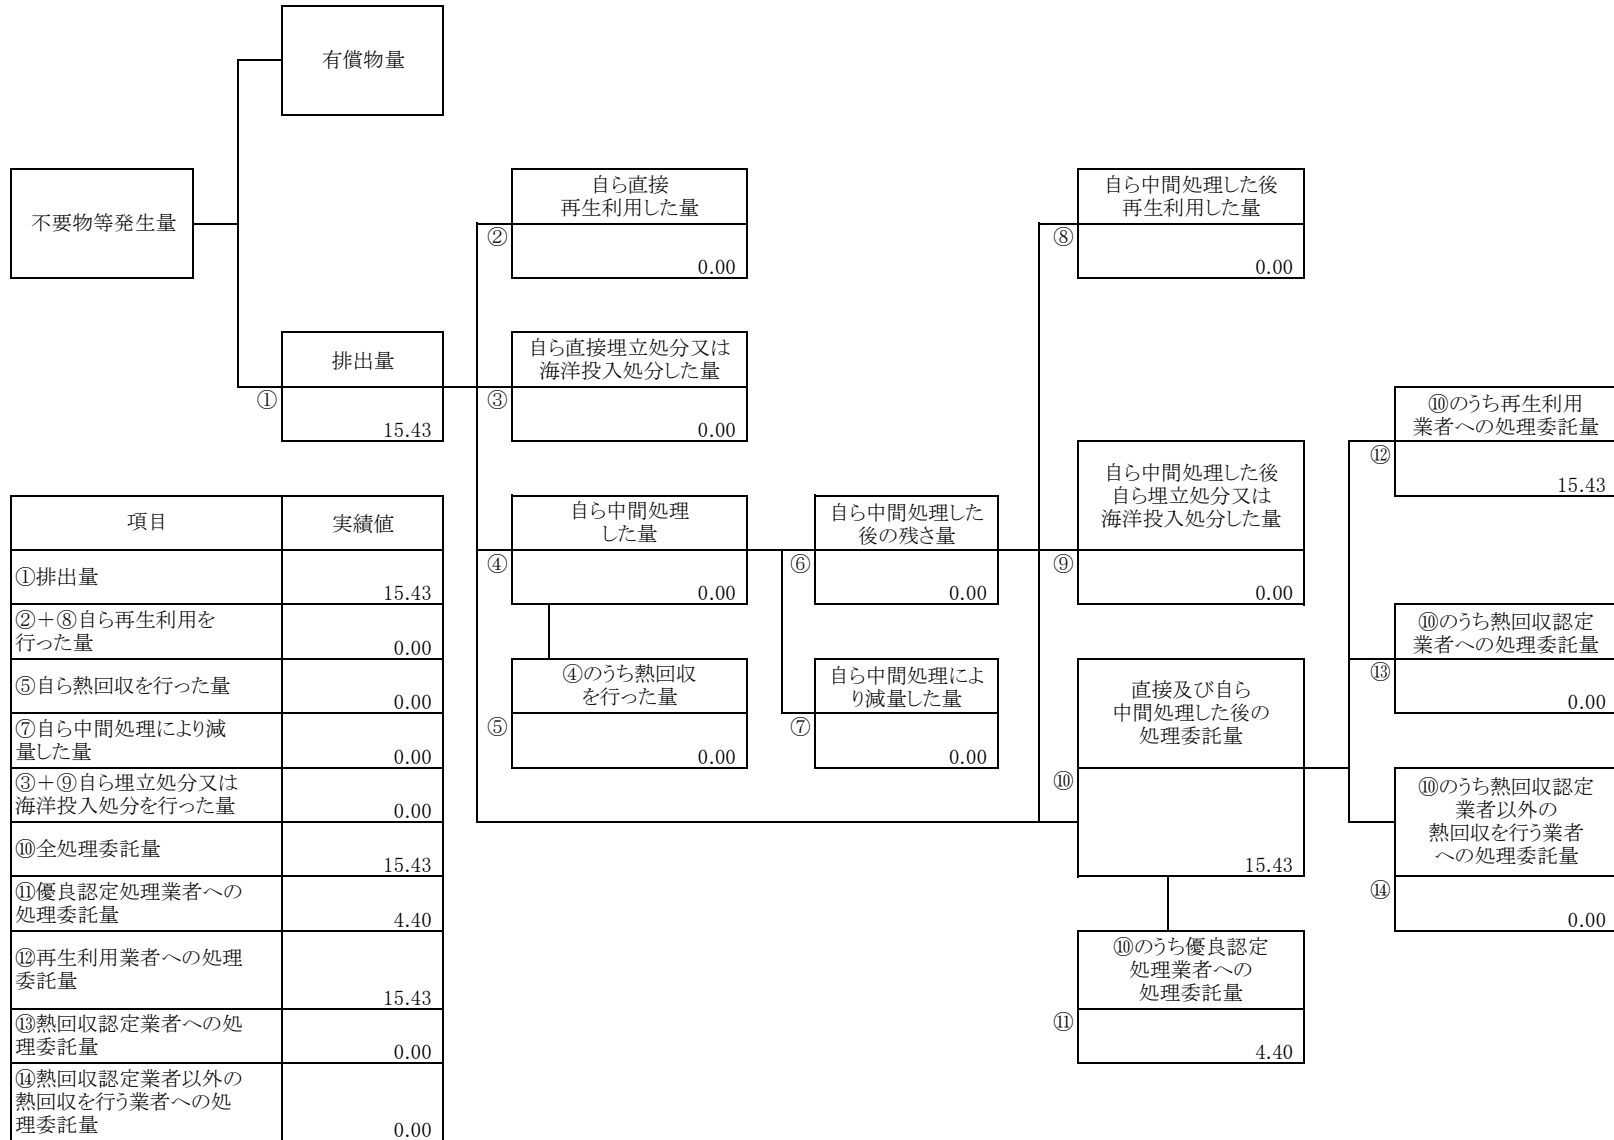 有償物量
不要物等発生量
自ら直接
再生利用した量
②
0.00
自ら中間処理した後
再生利用した量
⑧
0.00
排出量
①
15.43
自ら直接埋立処分又は
海洋投入処分した量
③
0.00
⑩のうち再生利用
業者への処理委託量
⑫
15.43
自ら中間処理
した量
④
0.00
自ら中間処理した
後の残さ量
⑥
0.00
自ら中間処理した後
自ら埋立処分又は
海洋投入処分した量
⑨
0.00
⑩のうち熱回収認定
業者への処理委託量
⑬
0.00
④のうち熱回収
を行った量
⑤
0.00
自ら中間処理によ
り減量した量
⑦
0.00
直接及び自ら
中間処理した後の
処理委託量
⑩
15.43
⑩のうち熱回収認定
業者以外の
熱回収を行う業者
への処理委託量
⑭
0.00
⑩のうち優良認定
処理業者への
処理委託量
⑪
4.40
項目
実績値
①排出量
15.43
②＋⑧自ら再生利用を
行った量
0.00
⑤自ら熱回収を行った量
0.00
⑦自ら中間処理により減
量した量
0.00
③＋⑨自ら埋立処分又は
海洋投入処分を行った量
0.00
⑩全処理委託量
15.43
⑪優良認定処理業者への
処理委託量
4.40
⑫再生利用業者への処理
委託量
15.43
⑬熱回収認定業者への処
理委託量
0.00
⑭熱回収認定業者以外の
熱回収を行う業者への処
理委託量
0.00